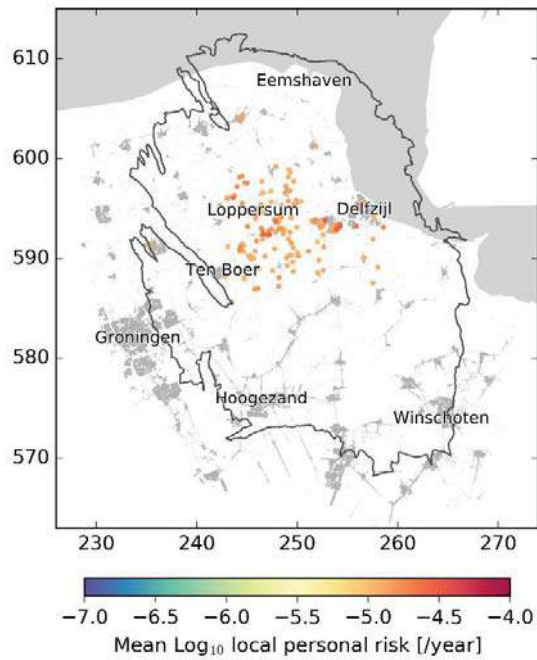 610
600
590
580
570
Eemshaven
Loppersum
Delfzijl
Ten Boer
Groningen
Hoogezand
Winschoten
230 240 250 260 270
−7.0 −6.5 −6.0 −5.5 −5.0 −4.5 −4.0
Mean Log₁₀ local personal risk [/year]